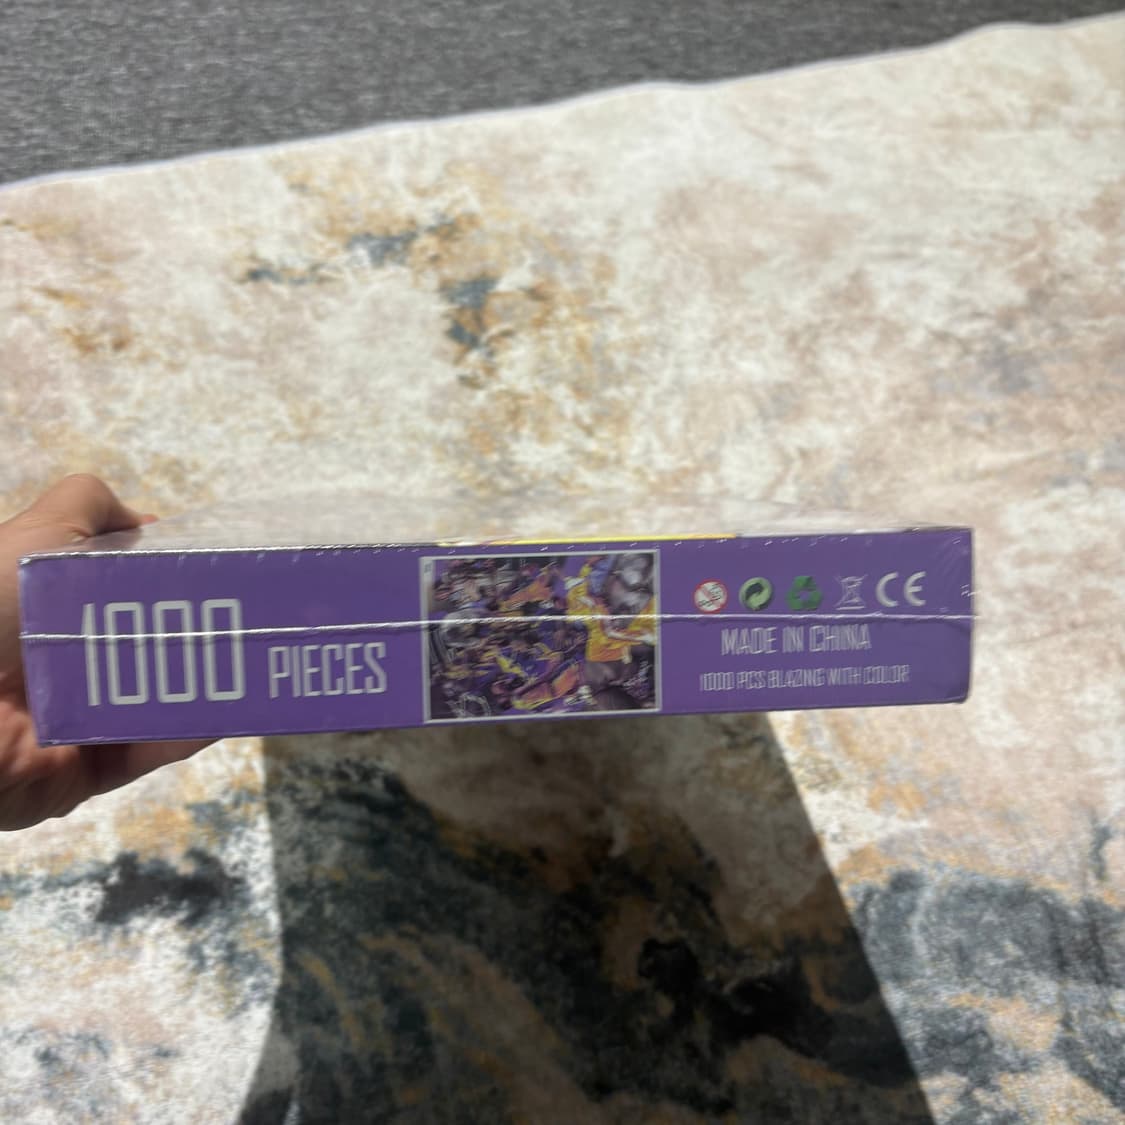 1000 PIECES
CE
MADE IN CHINA
1000 PCS BLAZING WITH COLOR